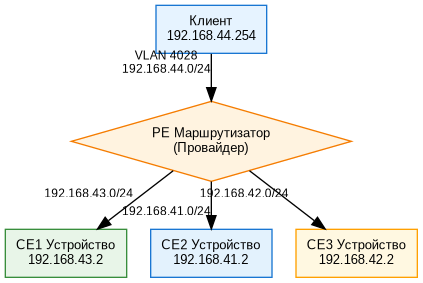 Клиент
192.168.44.254
VLAN 4028
192.168.44.0/24
PE Маршрутизатор
(Провайдер)
192.168.43.0/24
192.168.42.0/24
192.168.41.0/24
CE1 Устройство
192.168.43.2
CE2 Устройство
192.168.41.2
CE3 Устройство
192.168.42.2